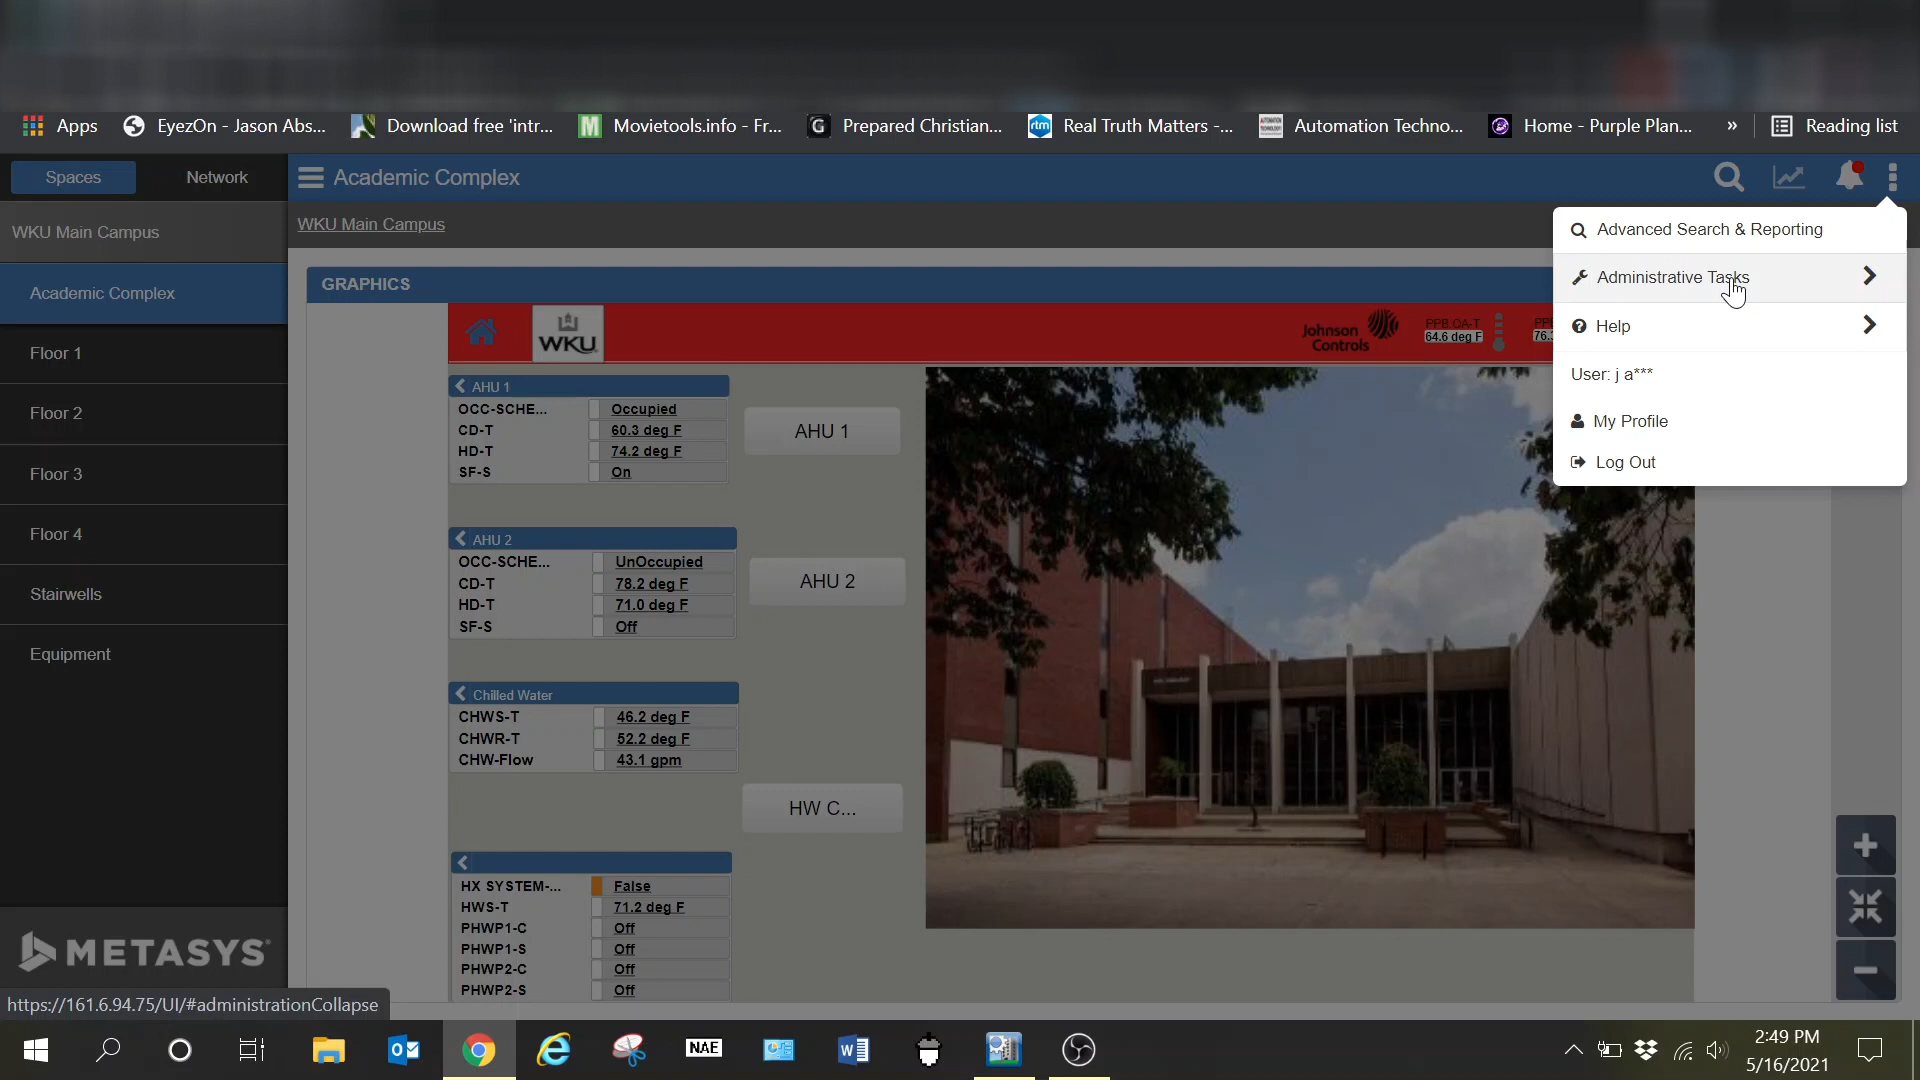 Apps
EyezOn - Jason Abs...
Download free 'intr...
Movietools.info - Fr...
Prepared Christian...
rtm
Real Truth Matters -...
Automation Techno...
Home - Purple Plan...
»
Reading list
Spaces
Network
Academic Complex
WKU Main Campus
WKU Main Campus
Academic Complex
Floor 1
Floor 2
Floor 3
Floor 4
Stairwells
Equipment
METASYS
https://161.6.94.75/UI/#administrationCollapse
GRAPHICS
WKU
Johnson
Controls
PPB OA-T
64.6 deg F
76.3
AHU 1
OCC-SCHE... Occupied
CD-T 60.3 deg F
HD-T 74.2 deg F
SF-S On
AHU 1
AHU 2
OCC-SCHE... UnOccupied
CD-T 78.2 deg F
HD-T 71.0 deg F
SF-S Off
AHU 2
Chilled Water
CHWS-T 46.2 deg F
CHWR-T 52.2 deg F
CHW-Flow 43.1 gpm
HW C...
HX SYSTEM-... False
HWS-T 71.2 deg F
PHWP1-C Off
PHWP1-S Off
PHWP2-C Off
PHWP2-S Off
Advanced Search & Reporting
Administrative Tasks
Help
User: j a***
My Profile
Log Out
NAE
2:49 PM
5/16/2021